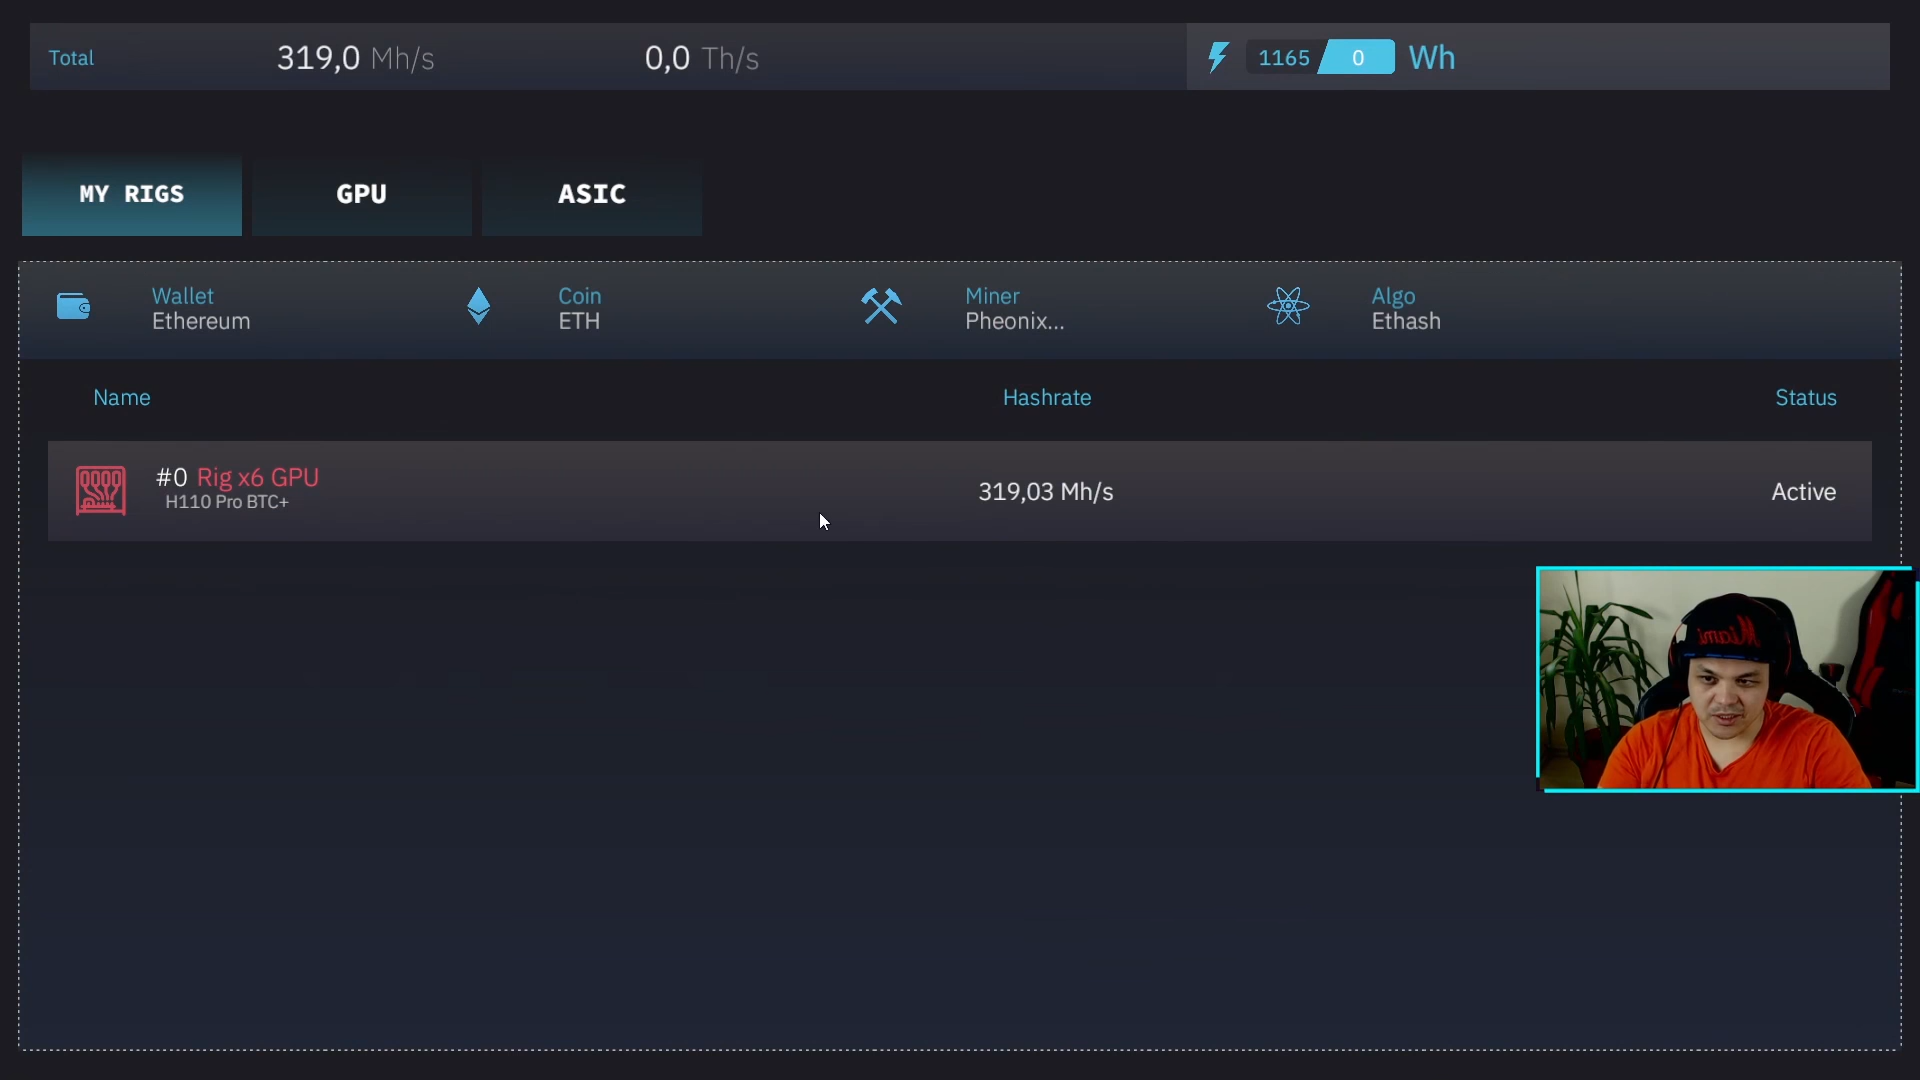 Total 319,0 Mh/s 0,0 Th/s 1165 0 Wh
MY RIGS GPU ASIC
Wallet Coin Miner Algo
Ethereum ETH Pheonix... Ethash
Name Hashrate Status
#0 Rig x6 GPU 319,03 Mh/s Active
H110 Pro BTC+
Miami